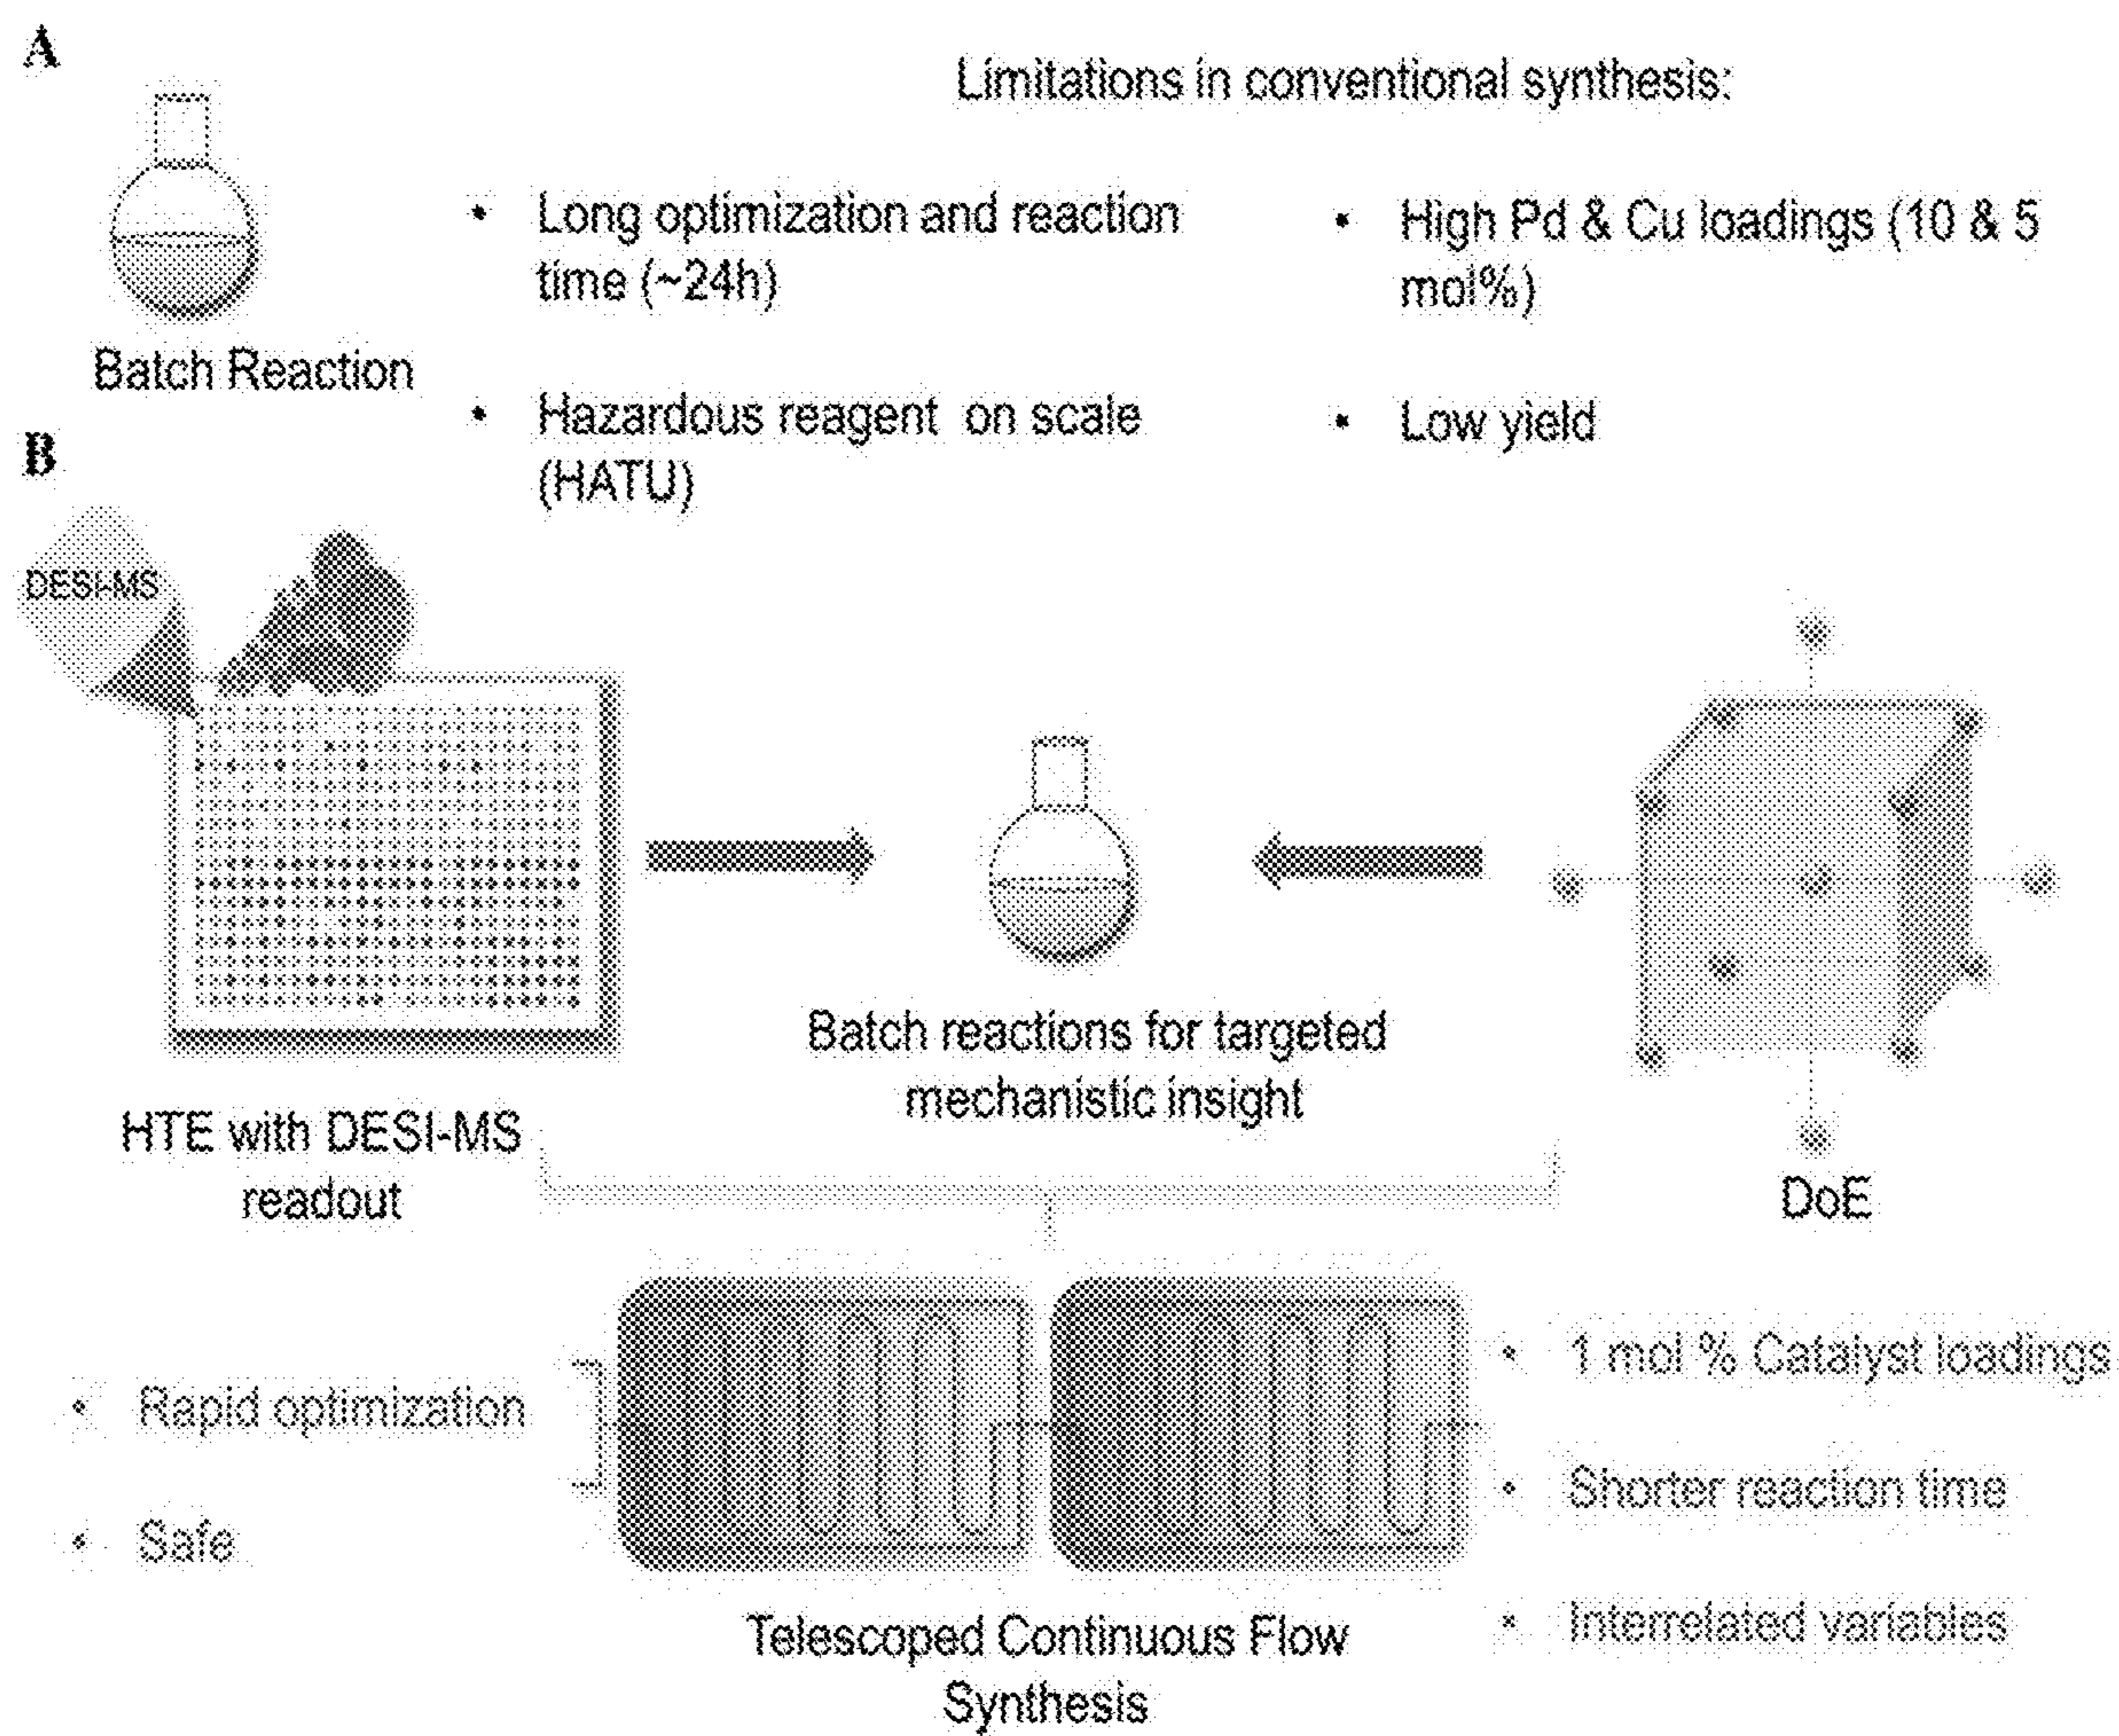 A
Limitations in conventional synthesis:
• Long optimization and reaction
time (~24h)
• High Pd & Cu loadings (10 & 5
mol%)
Batch Reaction
• Hazardous reagent on scale
(HATU)
• Low yield
B
DESI-MS
Batch reactions for targeted
mechanistic insight
HTE with DESI-MS
readout
DoE
• Rapid optimization
• Safe
• 1 mol % Catalyst loadings
• Shorter reaction time
• Interrelated variables
Telescoped Continuous Flow
Synthesis